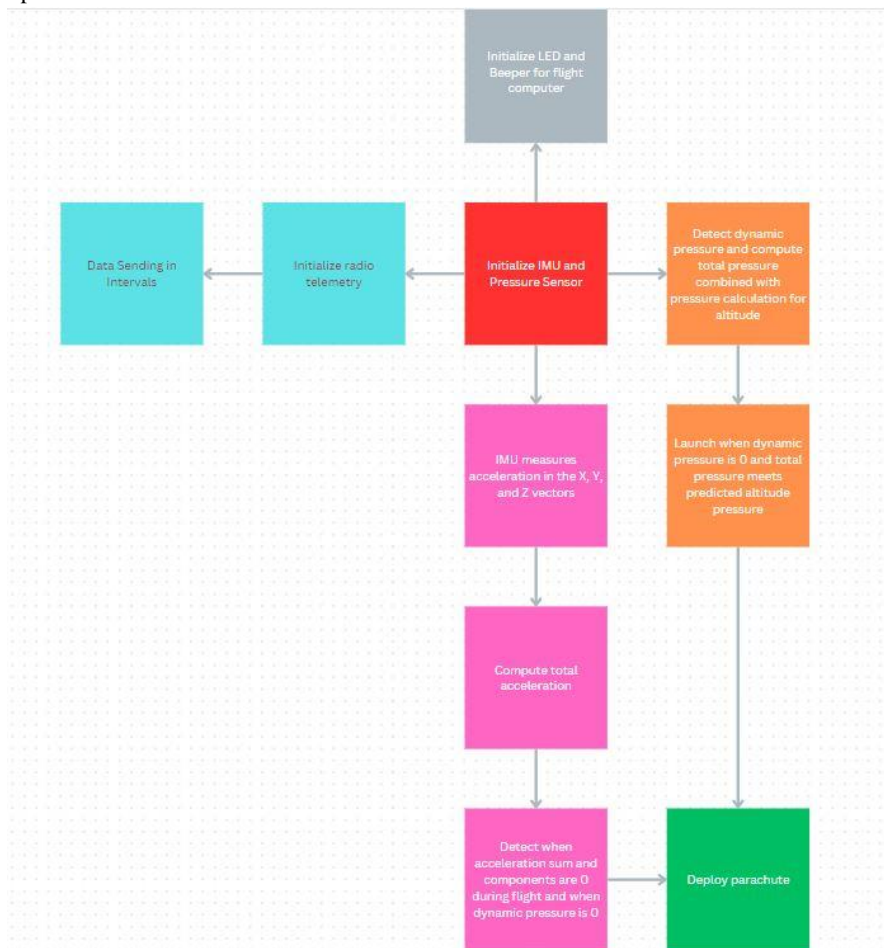 Initialize LED and
Beeper for flight
computer
Data Sending in
Intervals
Initialize radio
telemetry
Initialize IMU and
Pressure Sensor
Detect dynamic
pressure and compute
total pressure
combined with
pressure calculation for
altitude
IMU measures
acceleration in the X, Y,
and Z vectors
Launch when dynamic
pressure is 0 and total
pressure meets
predicted altitude
pressure
Compute total
acceleration
Detect when
acceleration sum and
components are 0
during flight and when
dynamic pressure is 0
Deploy parachute